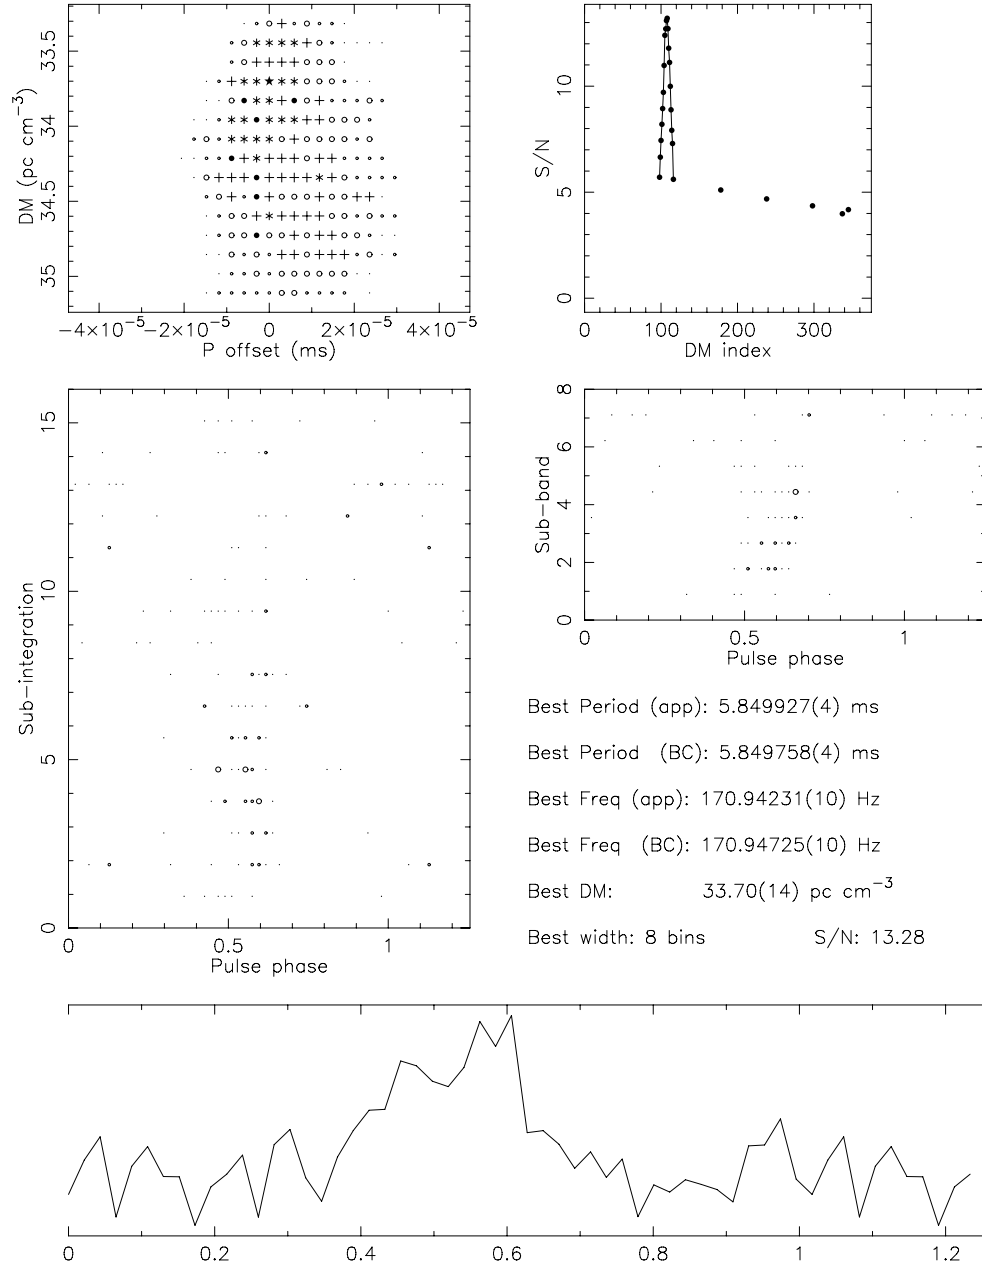 33.5
34
34.5
35
DM (pc cm−3)
−4×10−5
−2×10−5
0
2×10−5
4×10−5
P offset (ms)
0
5
10
S/N
0
100
200
300
DM index
0
5
10
15
Sub−integration
0
0.5
1
Pulse phase
0
2
4
6
8
Sub−band
0
0.5
1
Pulse phase
Best Period (app): 5.849927(4) ms
Best Period (BC): 5.849758(4) ms
Best Freq (app): 170.94231(10) Hz
Best Freq (BC): 170.94725(10) Hz
Best DM: 33.70(14) pc cm−3
Best width: 8 bins S/N: 13.28
0 0.2 0.4 0.6 0.8 1 1.2